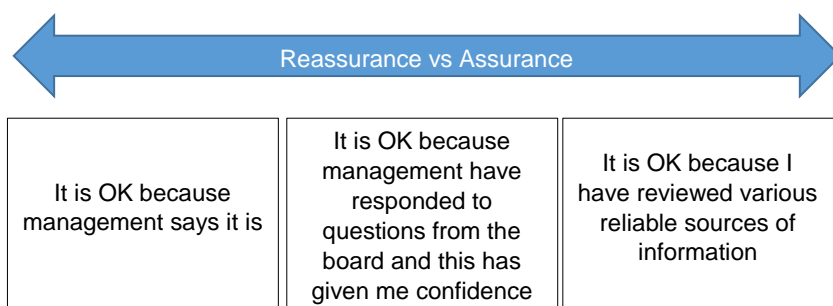 Reassurance vs Assurance
It is OK because
management says it is
It is OK because
management have
responded to
questions from the
board and this has
given me confidence
It is OK because I
have reviewed various
reliable sources of
information